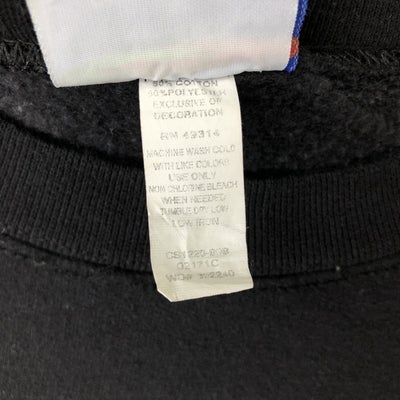 50% COTTON
50% POLYESTER
EXCLUSIVE OF
DECORATION
RN 49314
MACHINE WASH COLD
WITH LIKE COLORS
USE ONLY
NON CHLORINE BLEACH
WHEN NEEDED
TUMBLE DRY LOW
LOW IRON
02171C